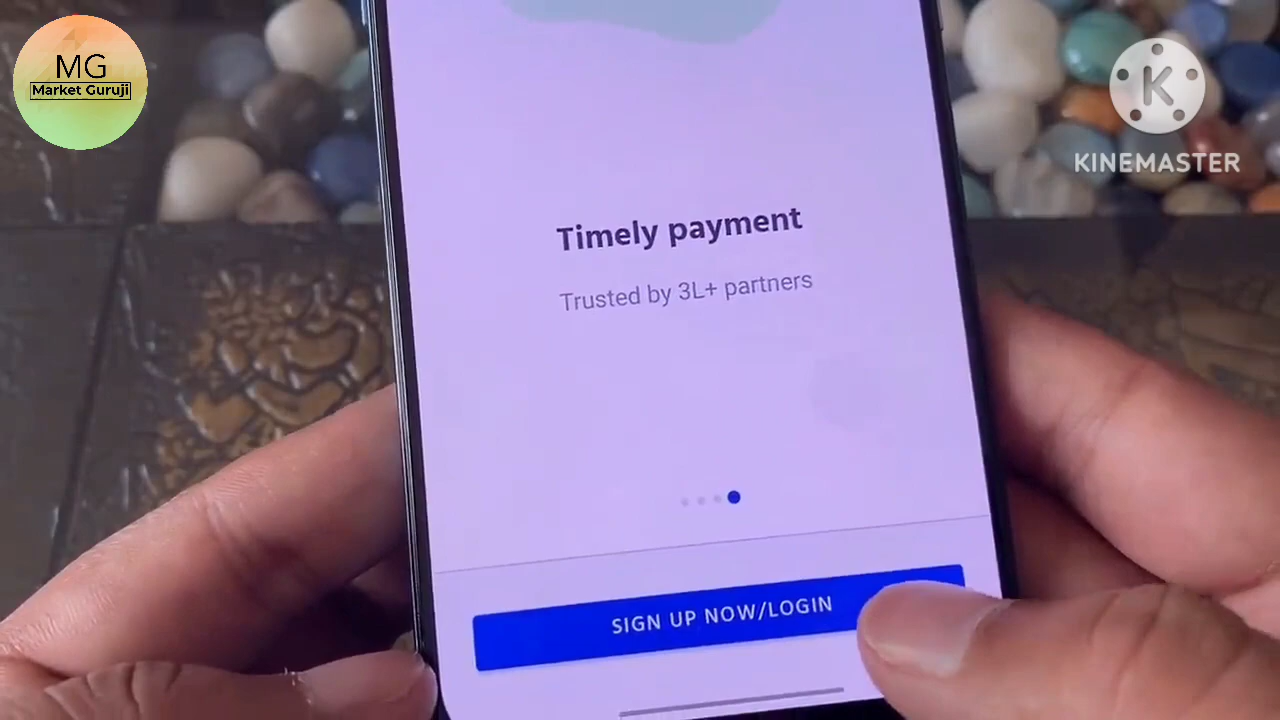 MG
Market Guruji
K
KINEMASTER
Timely payment
Trusted by 3L+ partners
SIGN UP NOW/LOGIN